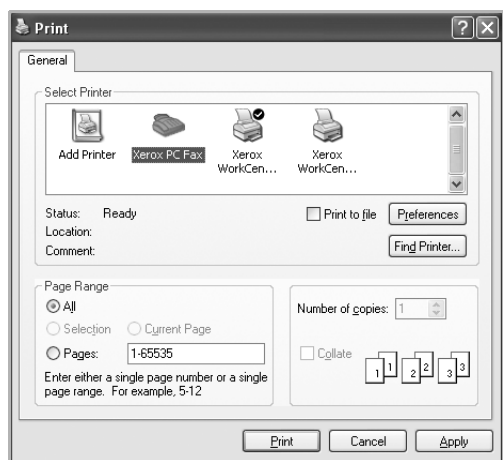 Print
General
Select Printer
Add Printer
Xerox PC Fax
Xerox
WorkCen...
Xerox
WorkCen...
Status: Ready
Location:
Comment:
Print to file
Preferences
Find Printer...
Page Range
All
Selection
Current Page
Pages:
1-65535
Enter either a single page number or a single
page range. For example, 5-12
Number of copies: 1
Collate
1 1 2 2 3 3
Print
Cancel
Apply